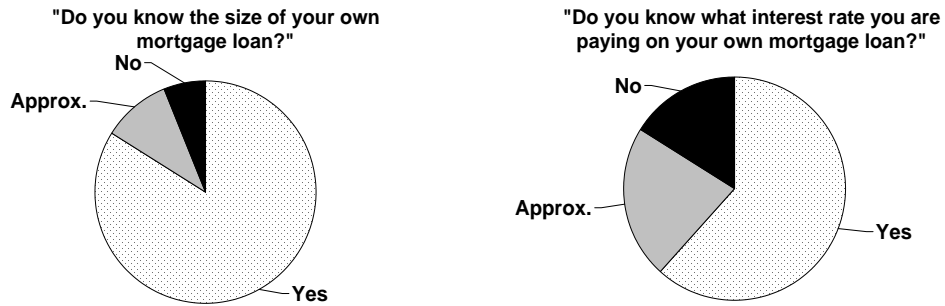 "Do you know the size of your own
mortgage loan?"
No
Approx.
Yes
"Do you know what interest rate you are
paying on your own mortgage loan?"
No
Approx.
Yes